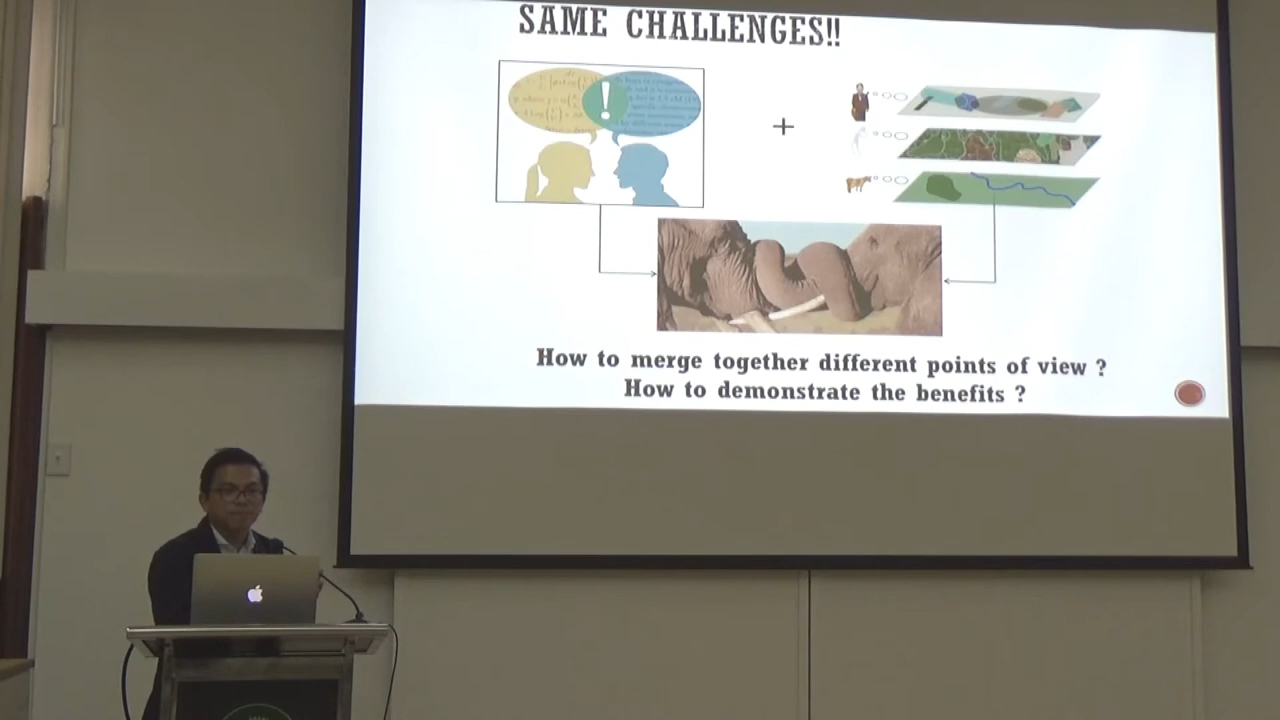 SAME CHALLENGES!!
!
+
How to merge together different points of view ?
How to demonstrate the benefits ?